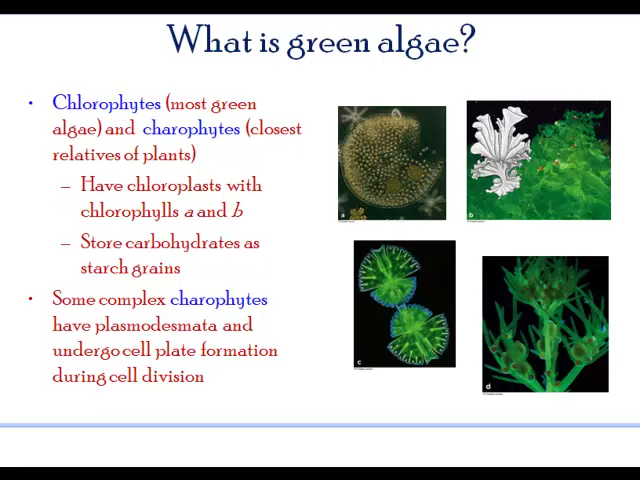 What is green algae?
• Chlorophytes (most green
algae) and charophytes (closest
relatives of plants)
– Have chloroplasts with
chlorophylls a and b
– Store carbohydrates as
starch grains
• Some complex charophytes
have plasmodesmata and
undergo cell plate formation
during cell division
a
b
c
d